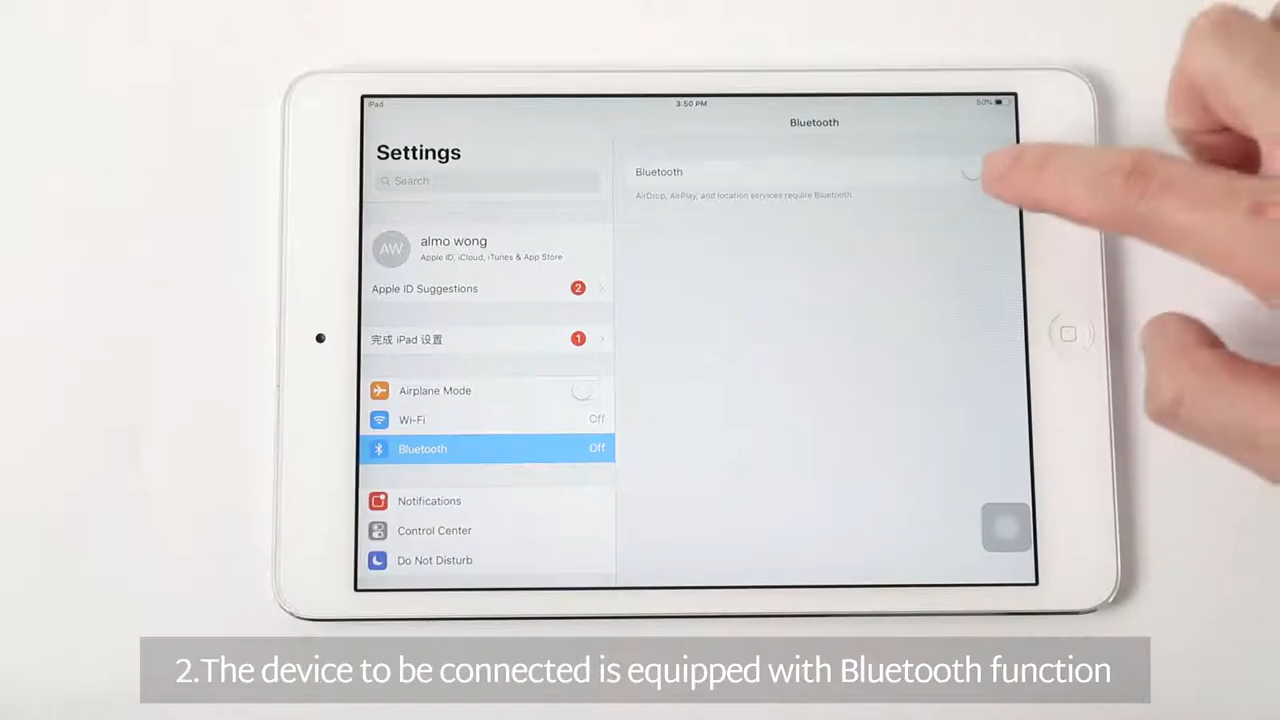 iPad
3:50 PM
50%
Settings
Bluetooth
Search
Bluetooth
AirDrop, AirPlay, and location services require Bluetooth
AW
almo wong
Apple ID, iCloud, iTunes & App Store
Apple ID Suggestions
2
完成 iPad 设置
1
Airplane Mode
Wi-Fi
Off
Bluetooth
Off
Notifications
Control Center
Do Not Disturb
2.The device to be connected is equipped with Bluetooth function